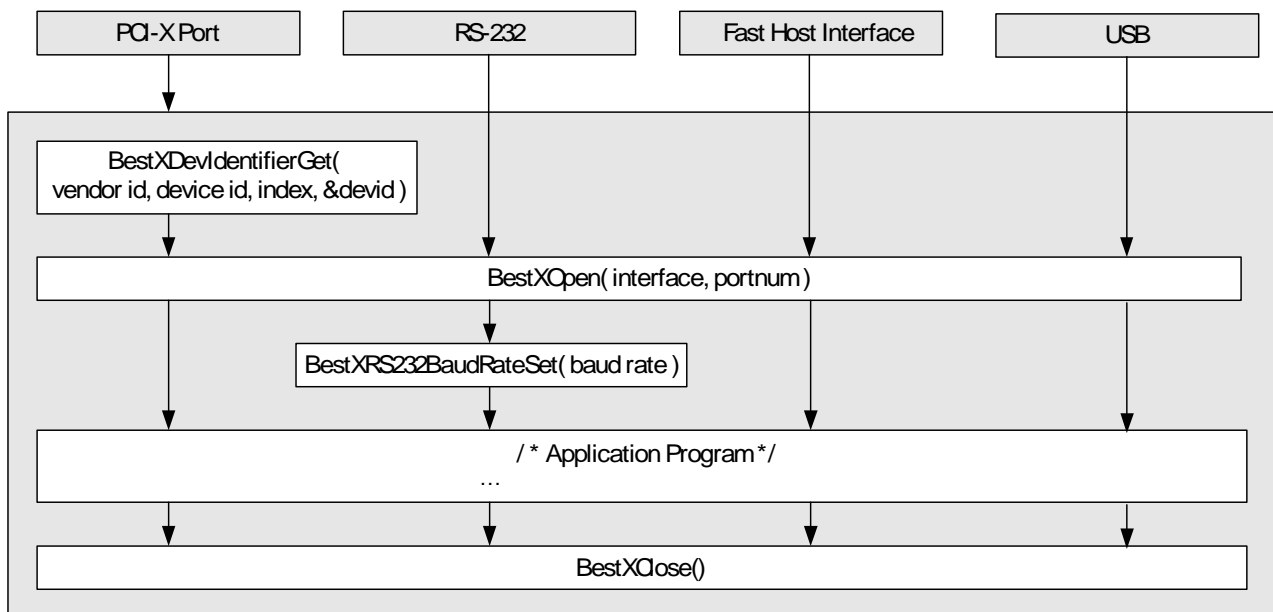 PCI-X Port
RS-232
Fast Host Interface
USB
BestXDevIdentifierGet(
vendor id, device id, index, &devid )
BestXOpen( interface, portnum )
BestXRS232BaudRateSet( baud rate )
/ * Application Program * /
...
BestXClose()